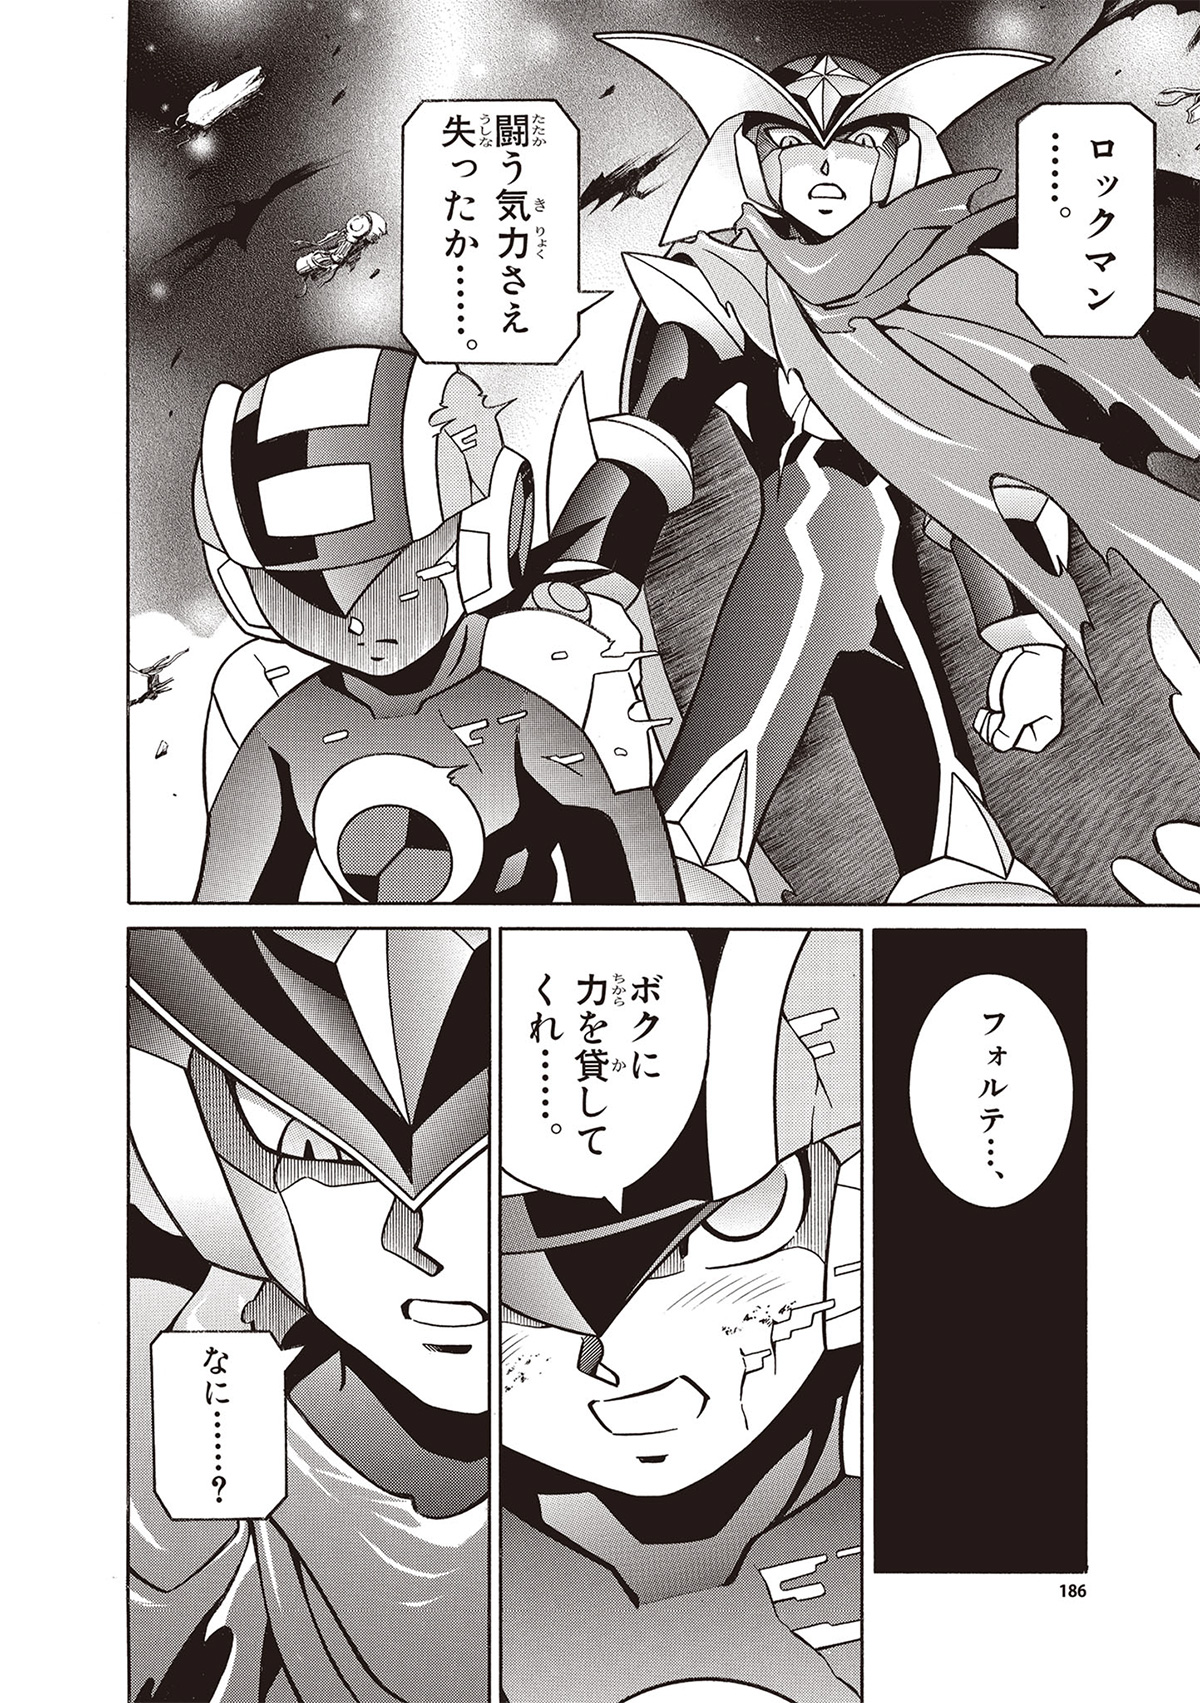 ロックマン
……。
闘う気力さえ
失ったか……。
フォルテ…、
ボクに
力を貸して
くれ……。
なに……?
186